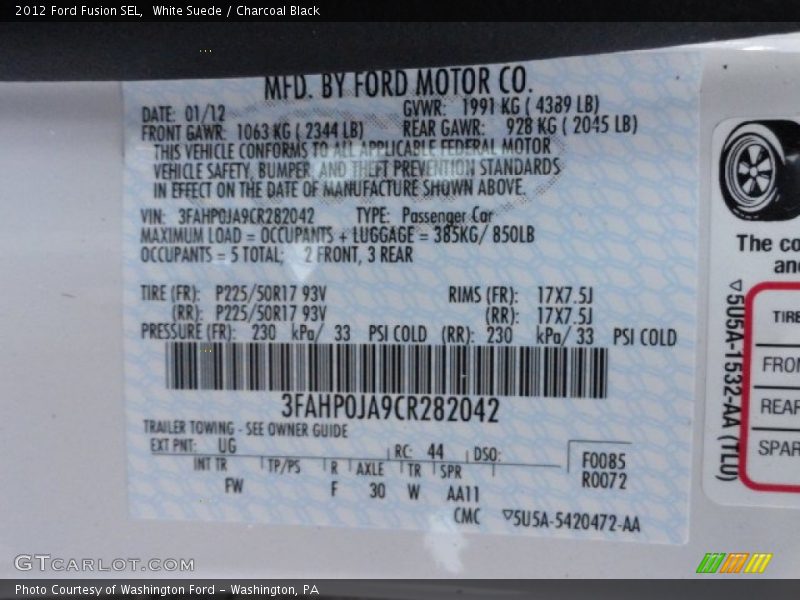 2012 Ford Fusion SEL,  White Suede / Charcoal Black
MFD. BY FORD MOTOR CO.
DATE: 01/12 GVWR: 1991 KG ( 4389 LB)
FRONT GAWR: 1063 KG ( 2344 LB) REAR GAWR: 928 KG ( 2045 LB)
THIS VEHICLE CONFORMS TO ALL APPLICABLE FEDERAL MOTOR
VEHICLE SAFETY, BUMPER, AND THEFT PREVENTION STANDARDS
IN EFFECT ON THE DATE OF MANUFACTURE SHOWN ABOVE.
VIN: 3FAHP0JA9CR282042 TYPE: Passenger Car
MAXIMUM LOAD = OCCUPANTS + LUGGAGE = 385KG/ 850LB
OCCUPANTS = 5 TOTAL; 2 FRONT, 3 REAR
TIRE (FR): P225/50R17 93V RIMS (FR): 17X7.5J
(RR): P225/50R17 93V (RR): 17X7.5J
PRESSURE (FR): 230 kPa/ 33 PSI COLD (RR): 230 kPa/ 33 PSI COLD
3FAHP0JA9CR282042
TRAILER TOWING - SEE OWNER GUIDE
EXT PNT: UG RC: 44 DSO:
INT TR TP/PS R AXLE TR SPR
FW F 30 W AA11
F0085
R0072
CMC ▽5U5A-5420472-AA
The co
and
▽5U5A-1532-AA (TLU)
TIRE
FRON
REAR
SPAR
GTCARLOT.COM
Photo Courtesy of Washington Ford - Washington, PA